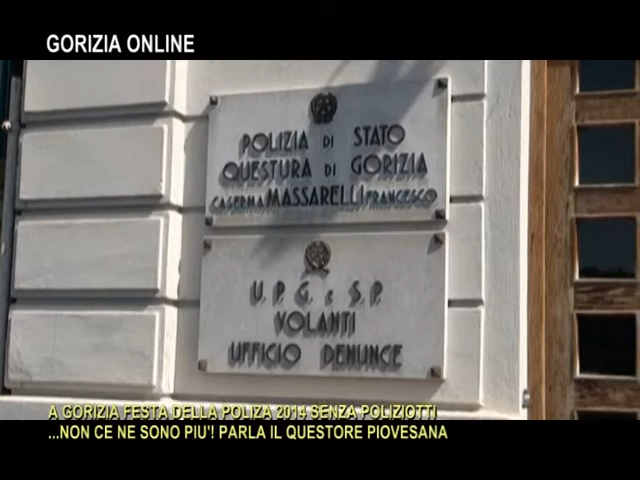 GORIZIA ONLINE
POLIZIA DI STATO
QUESTURA DI GORIZIA
CASERMA MASSARELLI FRANCESCO
U.P.G. e S.P.
VOLANTI
UFFICIO DENUNCE
A GORIZIA FESTA DELLA POLIZA 2014 SENZA POLIZIOTTI
...NON CE NE SONO PIU'! PARLA IL QUESTORE PIOVESANA